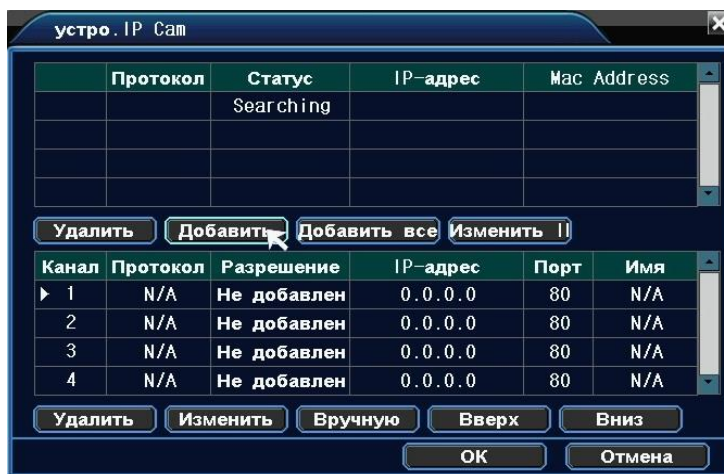 устро.IP Cam
Протокол Статус IP-адрес Mac Address
Searching
Удалить Добавить Добавить все Изменить II
Канал Протокол Разрешение IP-адрес Порт Имя
1 N/A Не добавлен 0.0.0.0 80 N/A
2 N/A Не добавлен 0.0.0.0 80 N/A
3 N/A Не добавлен 0.0.0.0 80 N/A
4 N/A Не добавлен 0.0.0.0 80 N/A
Удалить Изменить Вручную Вверх Вниз
ОК Отмена